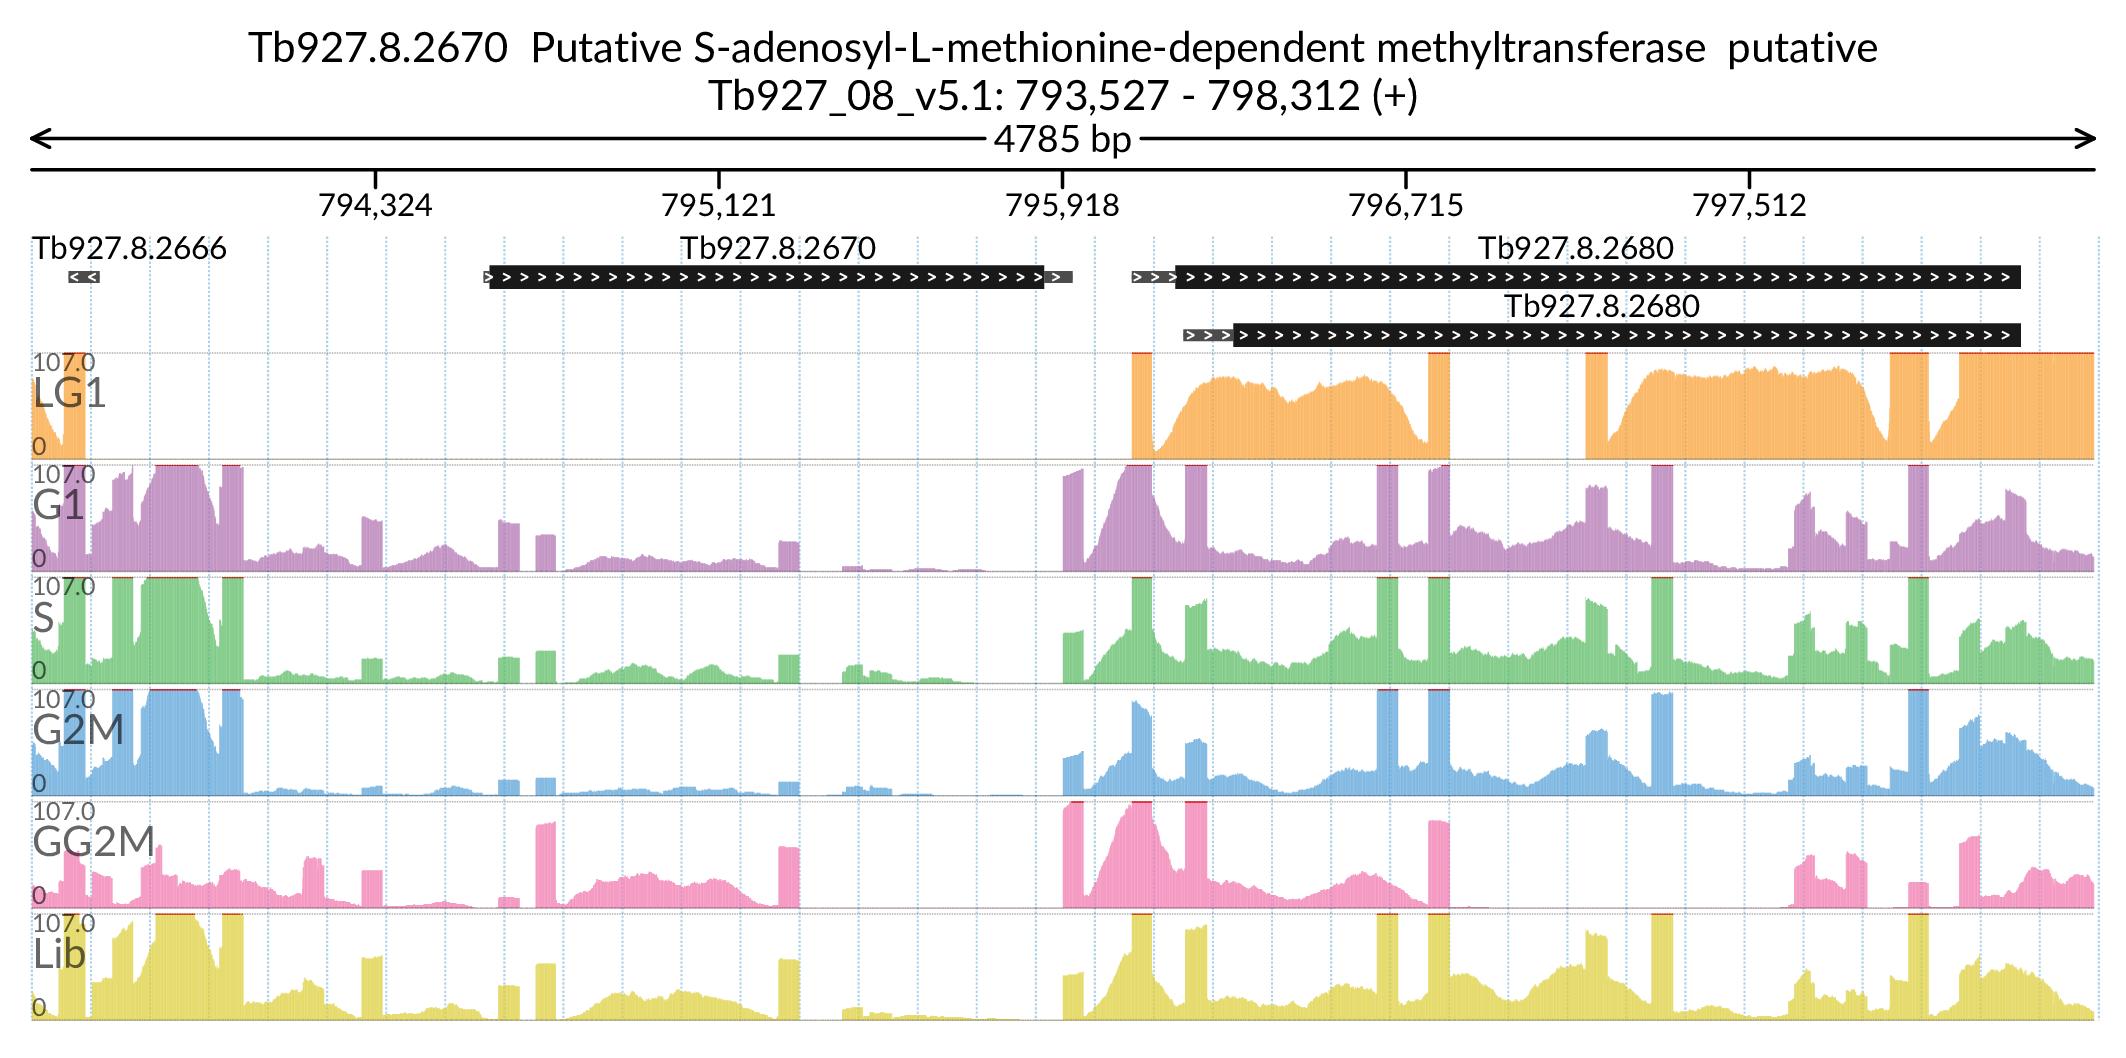 Tb927.8.2670  Putative S-adenosyl-L-methionine-dependent methyltransferase  putative
Tb927_08_v5.1: 793,527 - 798,312 (+)
4785 bp
794,324 795,121 795,918 796,715 797,512
Tb927.8.2666 Tb927.8.2670 Tb927.8.2680
Tb927.8.2680
107.0
LG1
0
107.0
G1
0
107.0
S
0
107.0
G2M
0
107.0
GG2M
0
107.0
Lib
0